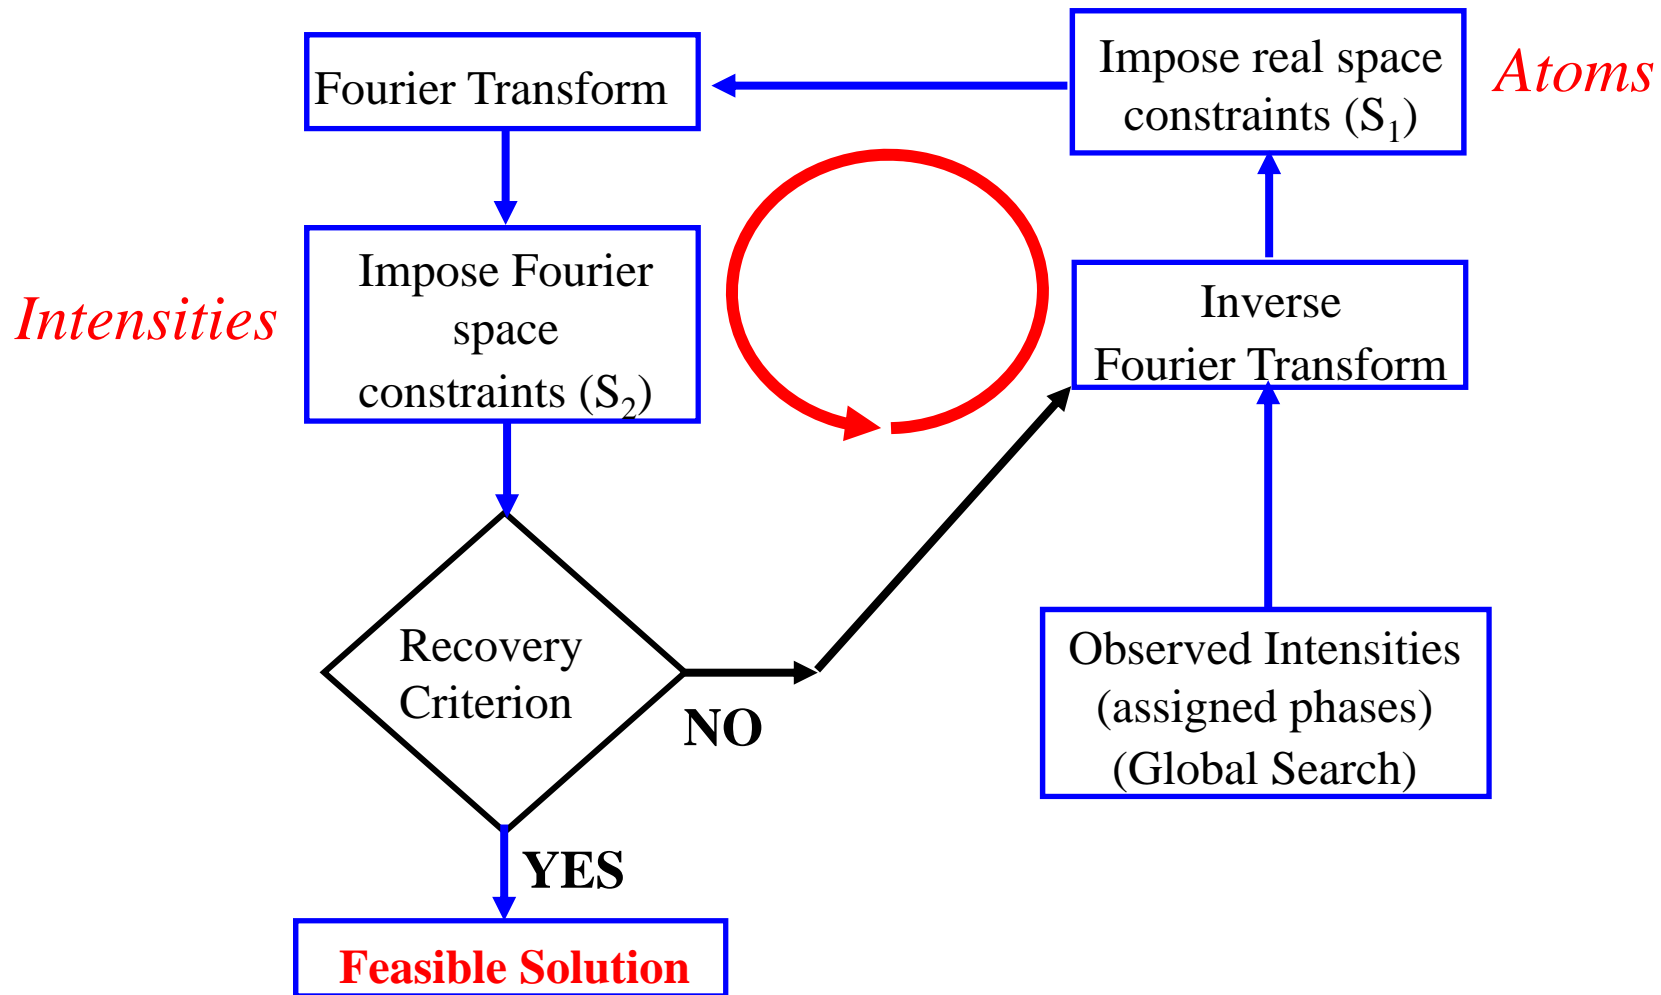 Fourier Transform
Impose real space
constraints (S₁)
Atoms
Impose Fourier
space
constraints (S₂)
Intensities
Inverse
Fourier Transform
Recovery
Criterion
NO
Observed Intensities
(assigned phases)
(Global Search)
YES
Feasible Solution